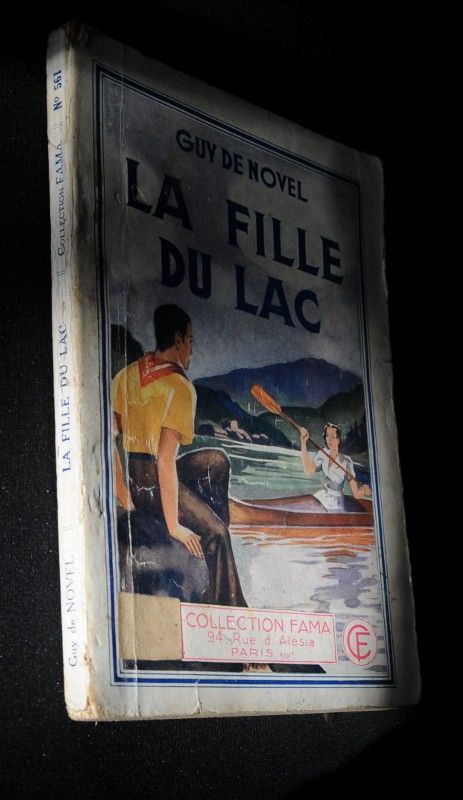 GUY DE NOVEL
LA FILLE
DU LAC
COLLECTION FAMA
94, Rue d'Alésia
PARIS XIVe
CF
Guy de NOVEL
LA FILLE DU LAC
COLLECTION FAMA
Nº 561